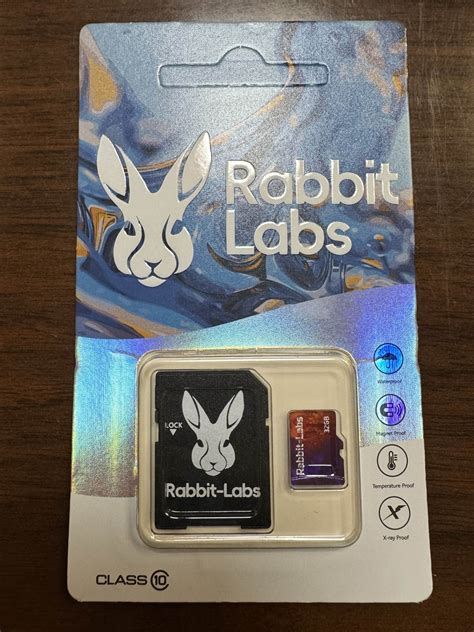 Rabbit
Labs
Waterproof
Magnet Proof
LOCK
Rabbit-Labs
32GB
Rabbit-Labs
Temperature Proof
X-ray Proof
CLASS 10